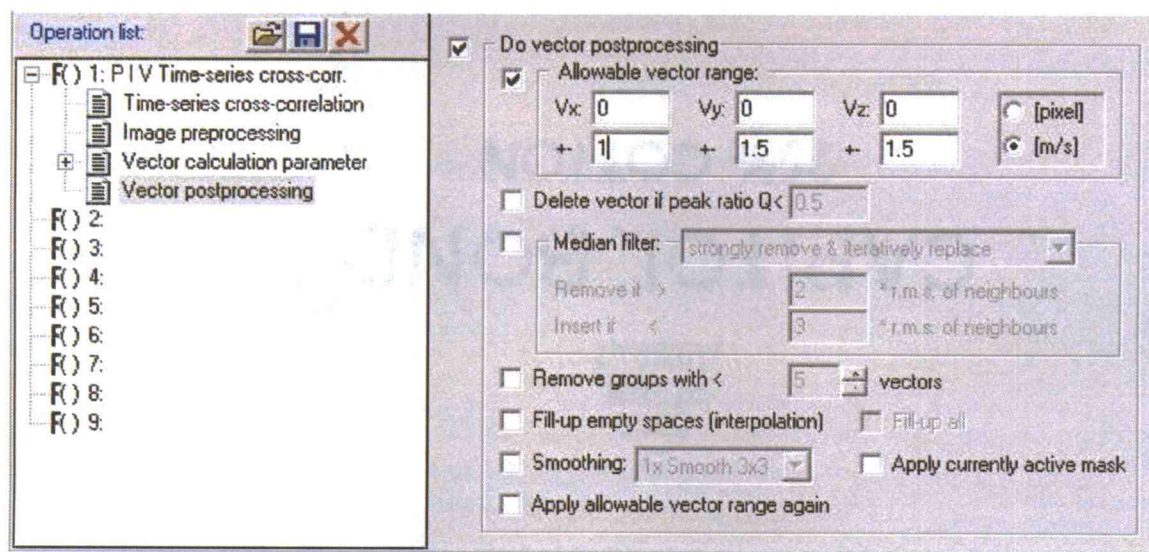 Operation list:
F() 1: P I V Time-series cross-corr.
Time-series cross-correlation
Image preprocessing
Vector calculation parameter
Vector postprocessing
F() 2:
F() 3:
F() 4:
F() 5:
F() 6:
F() 7:
F() 8:
F() 9:
Do vector postprocessing
Allowable vector range:
Vx: 0 Vy: 0 Vz: 0 [pixel]
+- 1 +- 1.5 +- 1.5 [m/s]
Delete vector if peak ratio Q< 0.5
Median filter: strongly remove & iteratively replace
Remove if > 2 * r.m.s. of neighbours
Insert if < 3 * r.m.s. of neighbours
Remove groups with < 5 vectors
Fill-up empty spaces (interpolation) Fill-up all
Smoothing: 1x Smooth 3x3 Apply currently active mask
Apply allowable vector range again